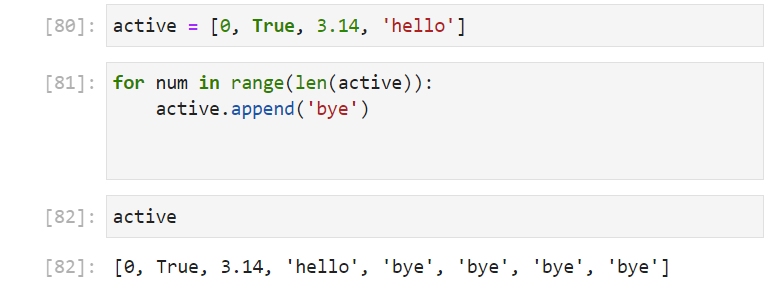 [80]: active = [0, True, 3.14, 'hello']
[81]: for num in range(len(active)):
    active.append('bye')
[82]: active
[82]: [0, True, 3.14, 'hello', 'bye', 'bye', 'bye', 'bye']